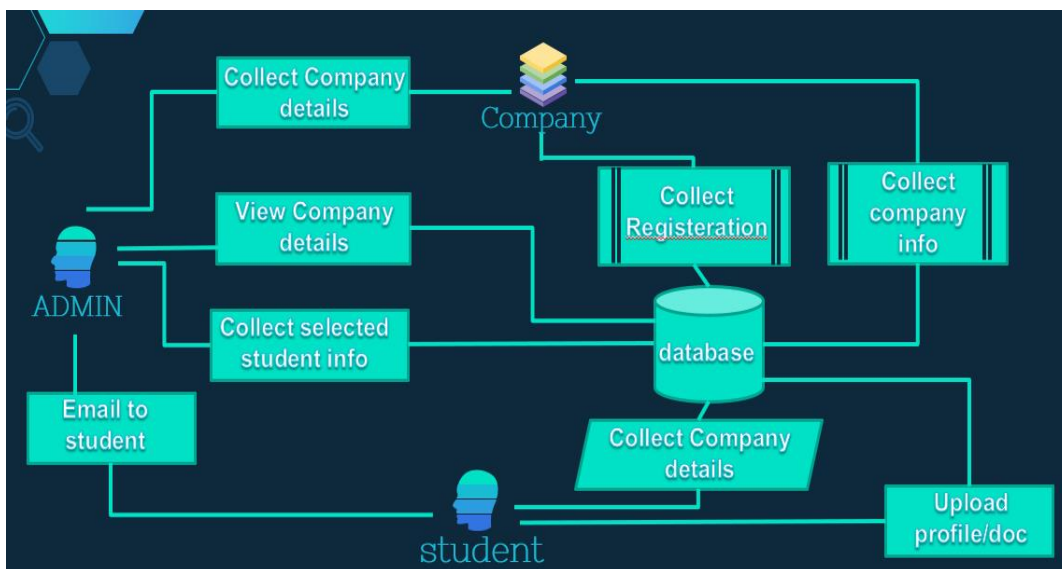 Collect Company
details
Company
Collect
Registeration
Collect
company
info
View Company
details
ADMIN
Collect selected
student info
database
Email to
student
Collect Company
details
student
Upload
profile/doc